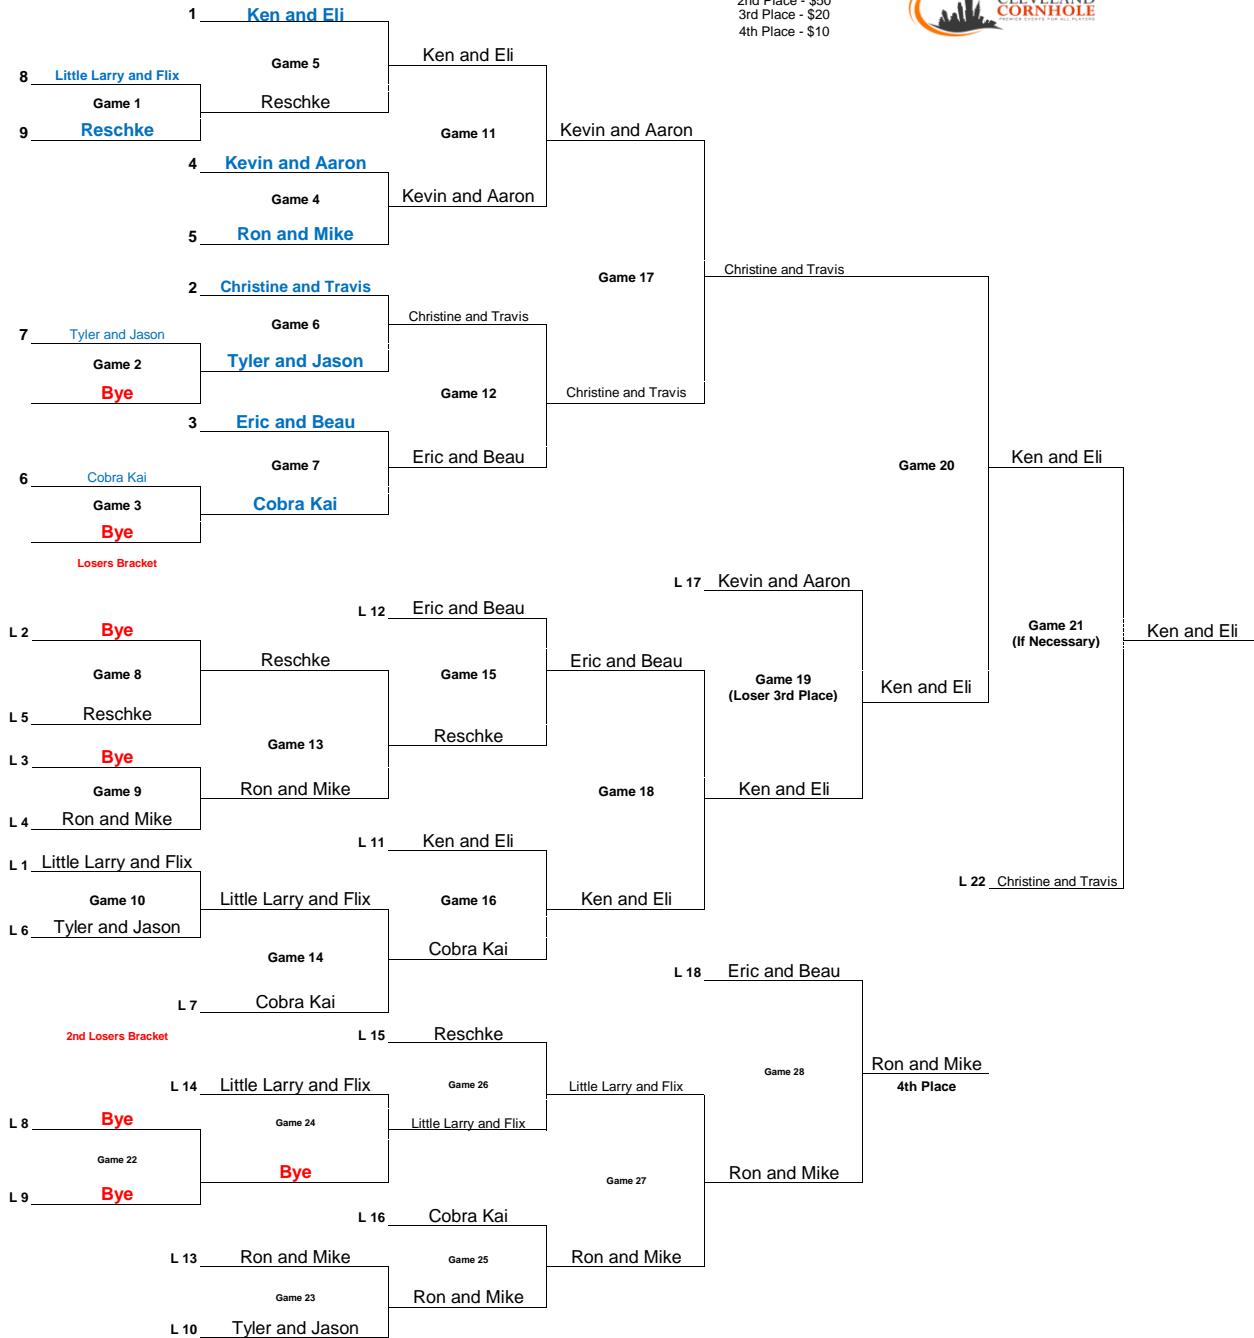 2nd Place - $50
3rd Place - $20
4th Place - $10
CLEVELAND
CORNHOLE
PREMIER EVENTS FOR ALL PLAYERS
1 Ken and Eli
Game 5
Ken and Eli
8 Little Larry and Flix
Game 1
Reschke
9 Reschke
Game 11
Kevin and Aaron
4 Kevin and Aaron
Game 4
Kevin and Aaron
5 Ron and Mike
Game 17
Christine and Travis
2 Christine and Travis
Game 6
Christine and Travis
7 Tyler and Jason
Game 2
Tyler and Jason
Bye
Game 12
Christine and Travis
3 Eric and Beau
Game 7
Eric and Beau
Game 20
Ken and Eli
6 Cobra Kai
Game 3
Cobra Kai
Bye
Losers Bracket
L 17 Kevin and Aaron
L 12 Eric and Beau
Game 21
(If Necessary)
Ken and Eli
L 2 Bye
Reschke
Eric and Beau
Game 8
Game 15
Game 19
(Loser 3rd Place)
Ken and Eli
L 5 Reschke
Reschke
Game 13
L 3 Bye
Game 9
Ron and Mike
Game 18
Ken and Eli
L 4 Ron and Mike
L 11 Ken and Eli
L 1 Little Larry and Flix
L 22 Christine and Travis
Game 10
Little Larry and Flix
Game 16
Ken and Eli
L 6 Tyler and Jason
Cobra Kai
Game 14
L 18 Eric and Beau
L 7 Cobra Kai
2nd Losers Bracket
L 15 Reschke
Game 28
Ron and Mike
4th Place
L 14 Little Larry and Flix
Game 26
Little Larry and Flix
L 8 Bye
Game 24
Little Larry and Flix
Game 22
Bye
Game 27
Ron and Mike
L 9 Bye
L 16 Cobra Kai
L 13 Ron and Mike
Game 25
Ron and Mike
Game 23
Ron and Mike
L 10 Tyler and Jason